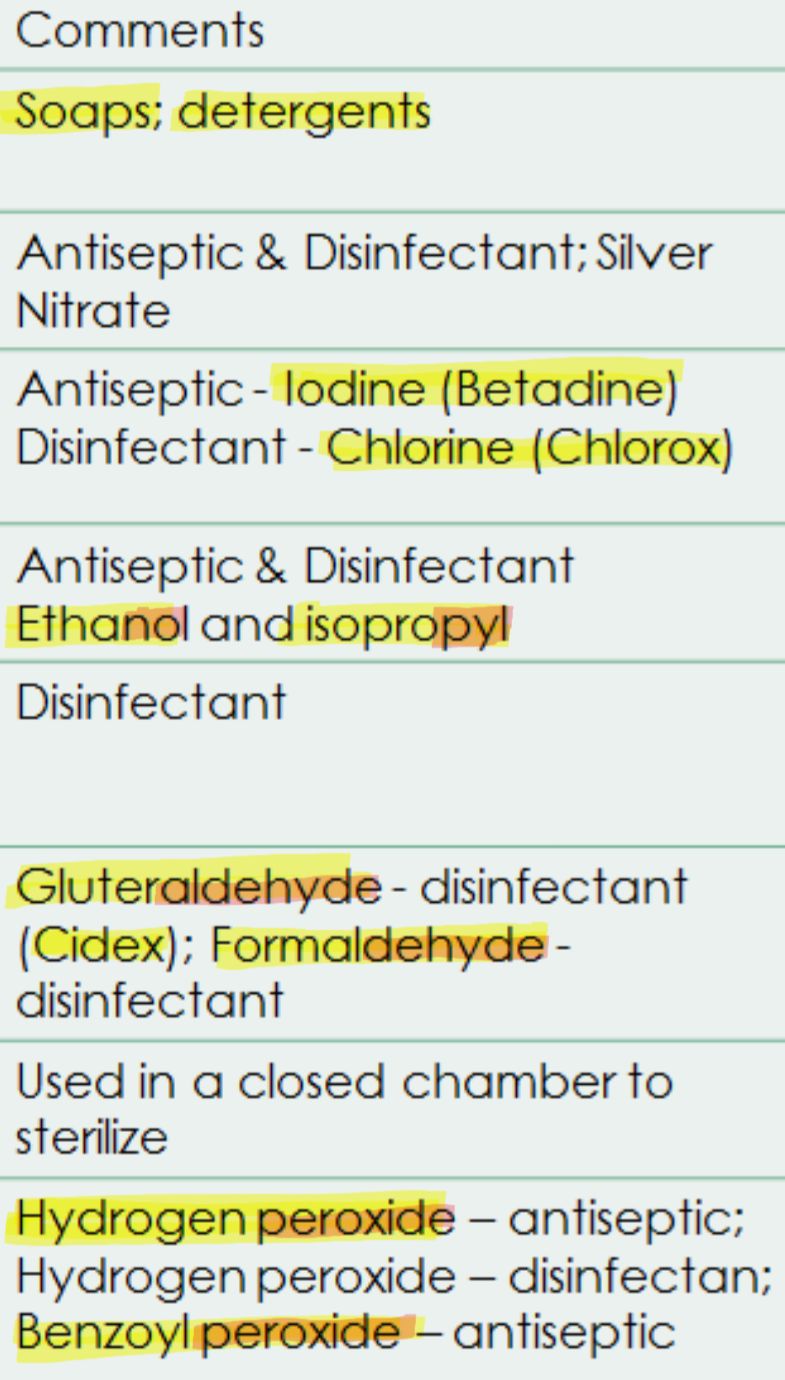 Comments
Soaps; detergents
Antiseptic & Disinfectant; Silver
Nitrate
Antiseptic - Iodine (Betadine)
Disinfectant - Chlorine (Chlorox)
Antiseptic & Disinfectant
Ethanol and isopropyl
Disinfectant
Gluteraldehyde - disinfectant
(Cidex); Formaldehyde -
disinfectant
Used in a closed chamber to
sterilize
Hydrogen peroxide – antiseptic;
Hydrogen peroxide – disinfectan;
Benzoyl peroxide – antiseptic